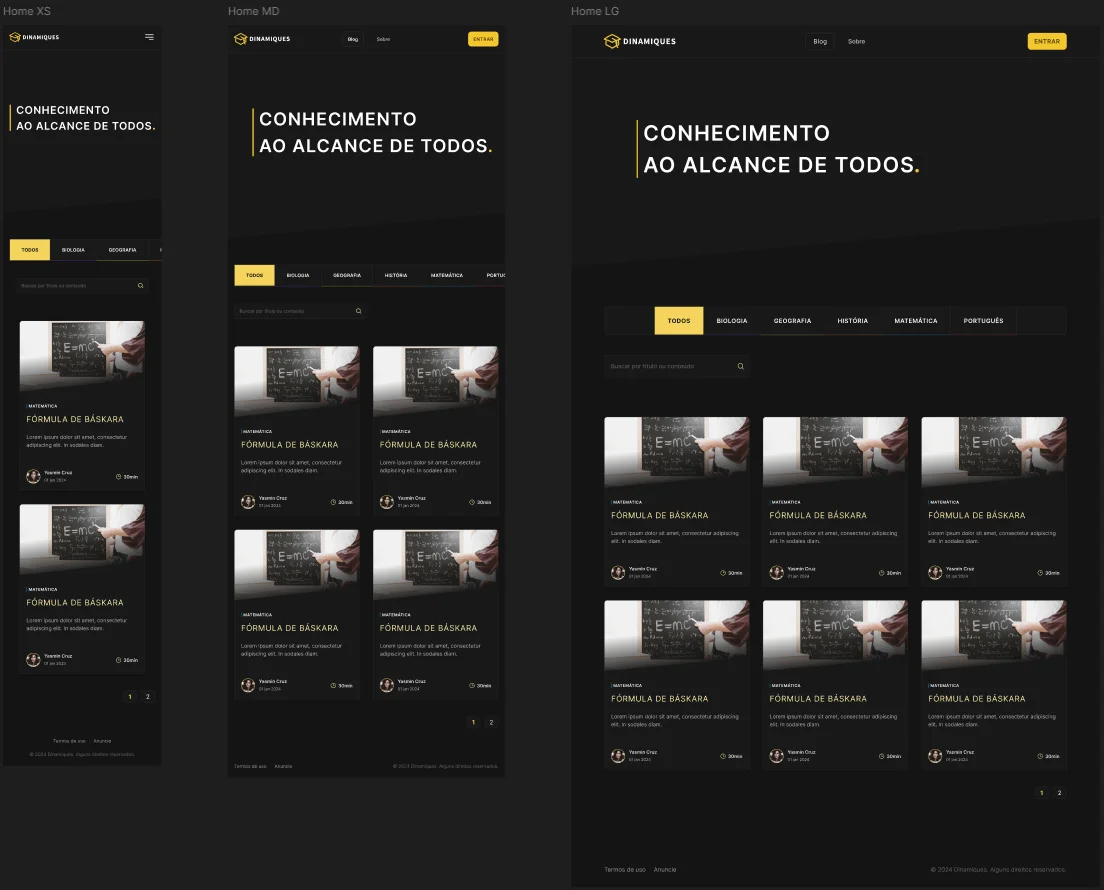 Home XS
DINAMIQUES
CONHECIMENTO
AO ALCANCE DE TODOS.
TODOS BIOLOGIA GEOGRAFIA
Buscar por título ou conteúdo
E=mc²
| MATEMÁTICA
FÓRMULA DE BÁSKARA
Lorem ipsum dolor sit amet, consectetur
adipiscing elit. In sodales diam.
Yasmin Cruz
01 jan 2024
30min
E=mc²
| MATEMÁTICA
FÓRMULA DE BÁSKARA
Lorem ipsum dolor sit amet, consectetur
adipiscing elit. In sodales diam.
Yasmin Cruz
01 jan 2023
30min
1 2
Termos de uso Anuncie
© 2024 Dinamiques. Alguns direitos reservados.
Home MD
DINAMIQUES Blog Sobre ENTRAR
CONHECIMENTO
AO ALCANCE DE TODOS.
TODOS BIOLOGIA GEOGRAFIA HISTÓRIA MATEMÁTICA PORTUG
Buscar por título ou conteúdo
E=mc² E=mc²
| MATEMÁTICA | MATEMÁTICA
FÓRMULA DE BÁSKARA FÓRMULA DE BÁSKARA
Lorem ipsum dolor sit amet, consectetur Lorem ipsum dolor sit amet, consectetur
adipiscing elit. In sodales diam. adipiscing elit. In sodales diam.
Yasmin Cruz 30min Yasmin Cruz 30min
01 jan 2024 01 jan 2024
E=mc² E=mc²
| MATEMÁTICA | MATEMÁTICA
FÓRMULA DE BÁSKARA FÓRMULA DE BÁSKARA
Lorem ipsum dolor sit amet, consectetur Lorem ipsum dolor sit amet, consectetur
adipiscing elit. In sodales diam. adipiscing elit. In sodales diam.
Yasmin Cruz 30min Yasmin Cruz 30min
01 jan 2024 01 jan 2024
1 2
Termos de uso Anuncie © 2024 Dinamiques. Alguns direitos reservados.
Home LG
DINAMIQUES Blog Sobre ENTRAR
CONHECIMENTO
AO ALCANCE DE TODOS.
TODOS BIOLOGIA GEOGRAFIA HISTÓRIA MATEMÁTICA PORTUGUÊS
Buscar por título ou conteúdo
E=mc² E=mc² E=mc²
| MATEMÁTICA | MATEMÁTICA | MATEMÁTICA
FÓRMULA DE BÁSKARA FÓRMULA DE BÁSKARA FÓRMULA DE BÁSKARA
Lorem ipsum dolor sit amet, consectetur adipiscing Lorem ipsum dolor sit amet, consectetur adipiscing Lorem ipsum dolor sit amet, consectetur adipiscing
elit. In sodales diam. elit. In sodales diam. elit. In sodales diam.
Yasmin Cruz 30min Yasmin Cruz 30min Yasmin Cruz 30min
01 jan 2024 01 jan 2024 01 jan 2024
E=mc² E=mc² E=mc²
| MATEMÁTICA | MATEMÁTICA | MATEMÁTICA
FÓRMULA DE BÁSKARA FÓRMULA DE BÁSKARA FÓRMULA DE BÁSKARA
Lorem ipsum dolor sit amet, consectetur adipiscing Lorem ipsum dolor sit amet, consectetur adipiscing Lorem ipsum dolor sit amet, consectetur adipiscing
elit. In sodales diam. elit. In sodales diam. elit. In sodales diam.
Yasmin Cruz 30min Yasmin Cruz 30min Yasmin Cruz 30min
01 jan 2024 01 jan 2024 01 jan 2024
1 2
Termos de uso Anuncie © 2024 Dinamiques. Alguns direitos reservados.